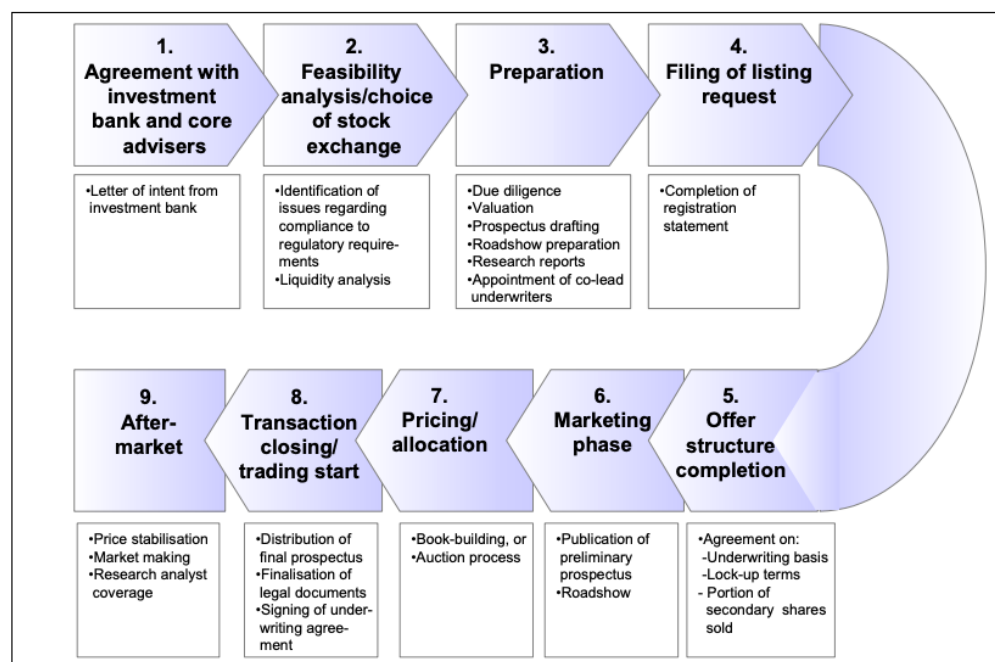 1.
Agreement with
investment
bank and core
advisers
2.
Feasibility
analysis/choice
of stock
exchange
3.
Preparation
4.
Filing of listing
request
•Letter of intent from
investment bank
•Identification of
issues regarding
compliance to
regulatory require-
ments
•Liquidity analysis
•Due diligence
•Valuation
•Prospectus drafting
•Roadshow preparation
•Research reports
•Appointment of co-lead
underwriters
•Completion of
registration
statement
9.
After-
market
8.
Transaction
closing/
trading start
7.
Pricing/
allocation
6.
Marketing
phase
5.
Offer
structure
completion
•Price stabilisation
•Market making
•Research analyst
coverage
•Distribution of
final prospectus
•Finalisation of
legal documents
•Signing of under-
writing agree-
ment
•Book-building, or
•Auction process
•Publication of
preliminary
prospectus
•Roadshow
•Agreement on:
-Underwriting basis
-Lock-up terms
- Portion of
secondary shares
sold